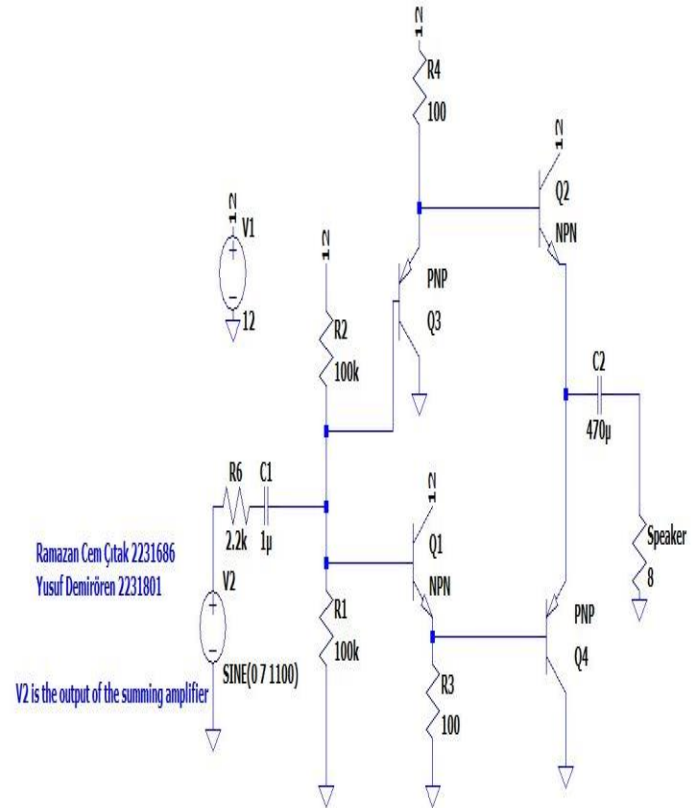 12
R4
100
12
Q2
NPN
12
V1
12
12
R2
100k
PNP
Q3
C2
470µ
R6
2.2k
C1
1µ
12
Q1
NPN
Speaker
8
Ramazan Cem Çıtak 2231686
Yusuf Demirören 2231801
V2
SINE(0 7 1100)
R1
100k
PNP
Q4
R3
100
V2 is the output of the summing amplifier